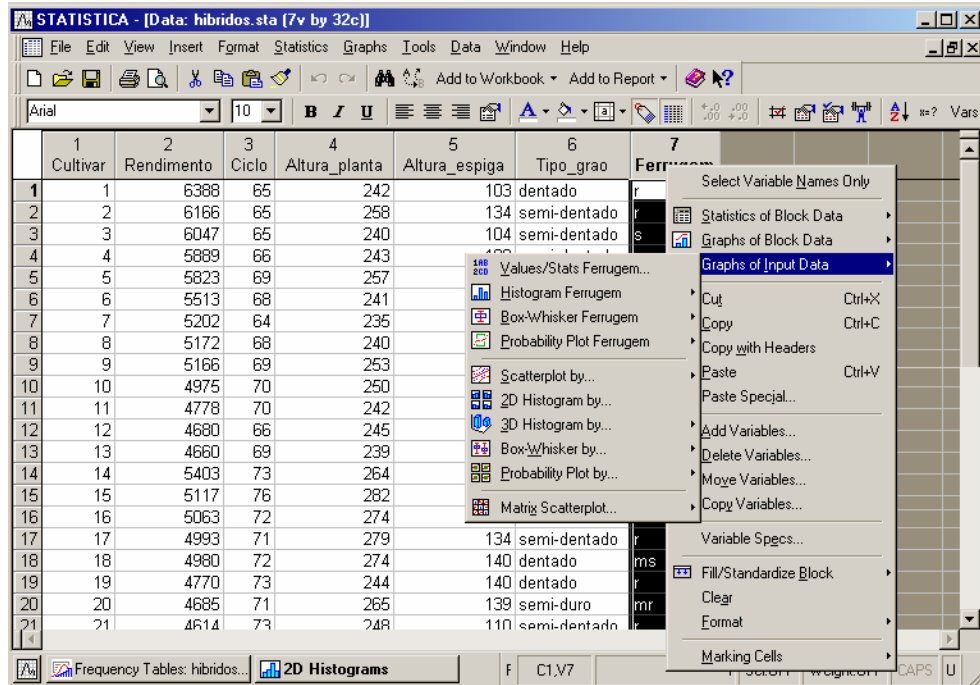 STATISTICA - [Data: hibridos.sta (7v by 32c)]
File Edit View Insert Format Statistics Graphs Tools Data Window Help
Add to Workbook Add to Report
Arial 10 B I U A Vars
1 2 3 4 5 6 7
Cultivar Rendimento Ciclo Altura_planta Altura_espiga Tipo_grao Ferrugem
1 1 6388 65 242 103 dentado r
2 2 6166 65 258 134 semi-dentado r
3 3 6047 65 240 104 semi-dentado s
4 4 5889 66 243
5 5 5823 69 257
6 6 5513 68 241
7 7 5202 64 235
8 8 5172 68 240
9 9 5166 69 253
10 10 4975 70 250
11 11 4778 70 242
12 12 4680 66 245
13 13 4660 69 239
14 14 5403 73 264
15 15 5117 76 282
16 16 5063 72 274
17 17 4993 71 279 134 semi-dentado r
18 18 4980 72 274 140 dentado ms
19 19 4770 73 244 140 dentado r
20 20 4685 71 265 139 semi-duro mr
21 21 4614 73 248 110 semi-dentado r
Values/Stats Ferrugem...
Histogram Ferrugem
Box-Whisker Ferrugem
Probability Plot Ferrugem
Scatterplot by...
2D Histogram by...
3D Histogram by...
Box-Whisker by...
Probability Plot by...
Matrix Scatterplot...
Select Variable Names Only
Statistics of Block Data
Graphs of Block Data
Graphs of Input Data
Cut Ctrl+X
Copy Ctrl+C
Copy with Headers
Paste Ctrl+V
Paste Special...
Add Variables...
Delete Variables...
Move Variables...
Copy Variables...
Variable Specs...
Fill/Standardize Block
Clear
Format
Marking Cells
Frequency Tables: hibridos... 2D Histograms F C1,V7 CAPS U